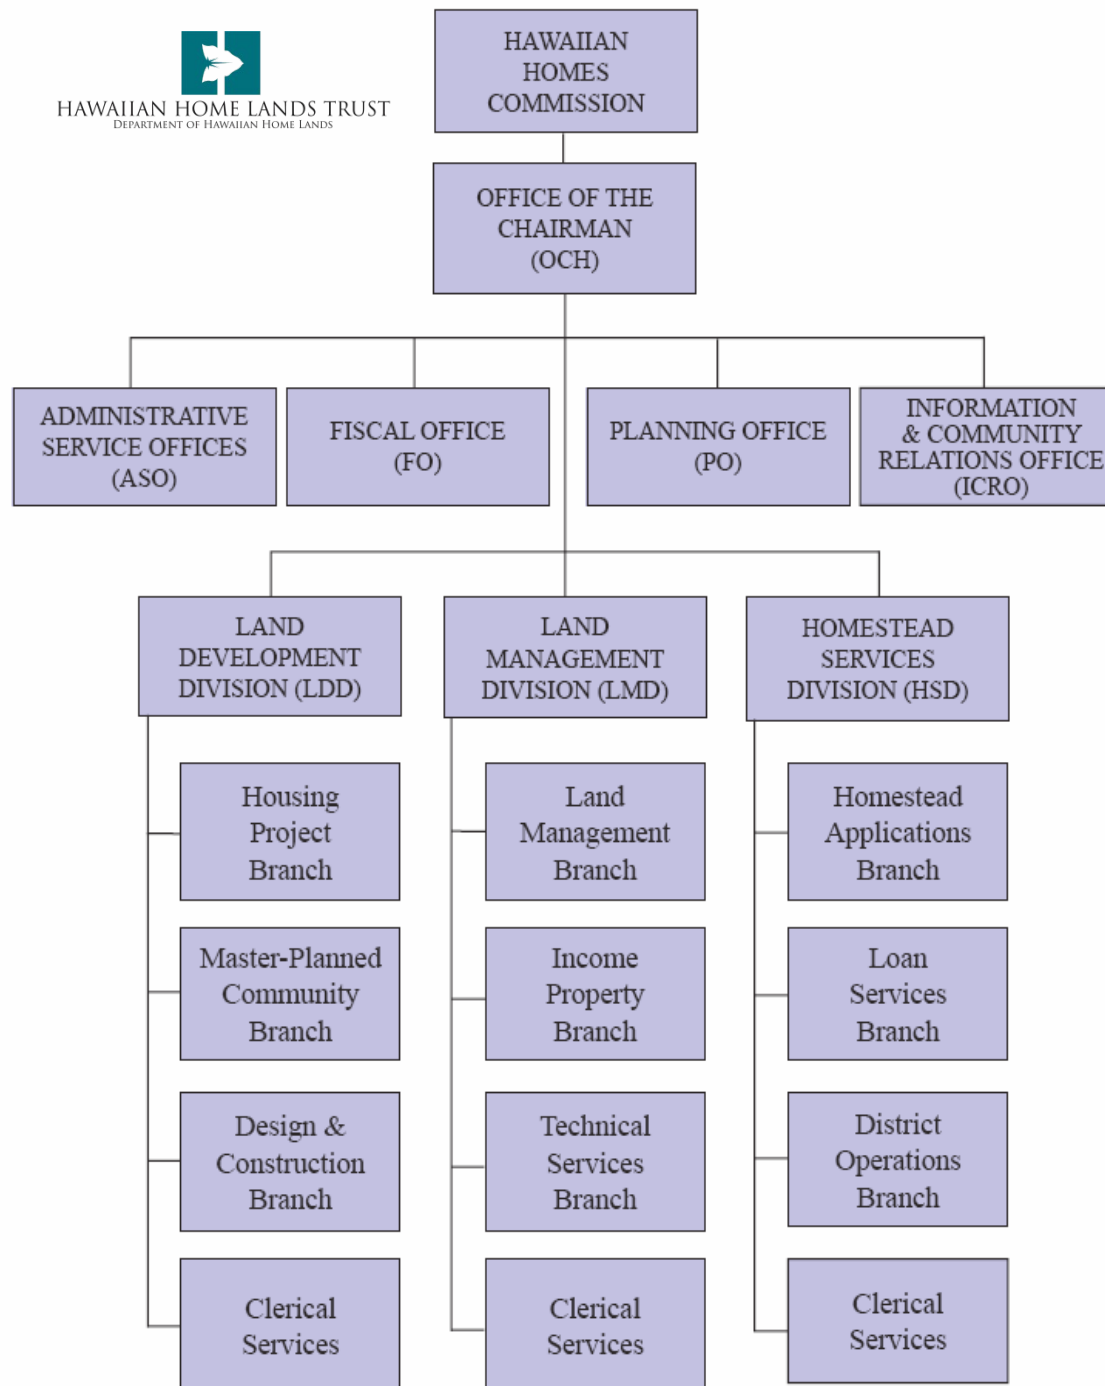 HAWAIIAN HOME LANDS TRUST
DEPARTMENT OF HAWAIIAN HOME LANDS
HAWAIIAN
HOMES
COMMISSION
OFFICE OF THE
CHAIRMAN
(OCH)
ADMINISTRATIVE
SERVICE OFFICES
(ASO)
FISCAL OFFICE
(FO)
PLANNING OFFICE
(PO)
INFORMATION
& COMMUNITY
RELATIONS OFFICE
(ICRO)
LAND
DEVELOPMENT
DIVISION (LDD)
LAND
MANAGEMENT
DIVISION (LMD)
HOMESTEAD
SERVICES
DIVISION (HSD)
Housing
Project
Branch
Land
Management
Branch
Homestead
Applications
Branch
Master-Planned
Community
Branch
Income
Property
Branch
Loan
Services
Branch
Design &
Construction
Branch
Technical
Services
Branch
District
Operations
Branch
Clerical
Services
Clerical
Services
Clerical
Services